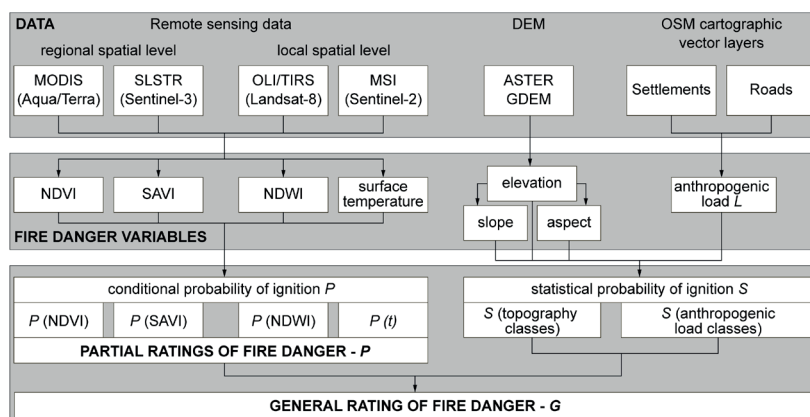 DATA
Remote sensing data
DEM
OSM cartographic
vector layers
regional spatial level
local spatial level
MODIS
(Aqua/Terra)
SLSTR
(Sentinel-3)
OLI/TIRS
(Landsat-8)
MSI
(Sentinel-2)
ASTER
GDEM
Settlements
Roads
NDVI
SAVI
NDWI
surface
temperature
elevation
slope
aspect
anthropogenic
load L
FIRE DANGER VARIABLES
conditional probability of ignition P
statistical probability of ignition S
P (NDVI)
P (SAVI)
P (NDWI)
P (t)
S (topography
classes)
S (anthropogenic
load classes)
PARTIAL RATINGS OF FIRE DANGER - P
GENERAL RATING OF FIRE DANGER - G